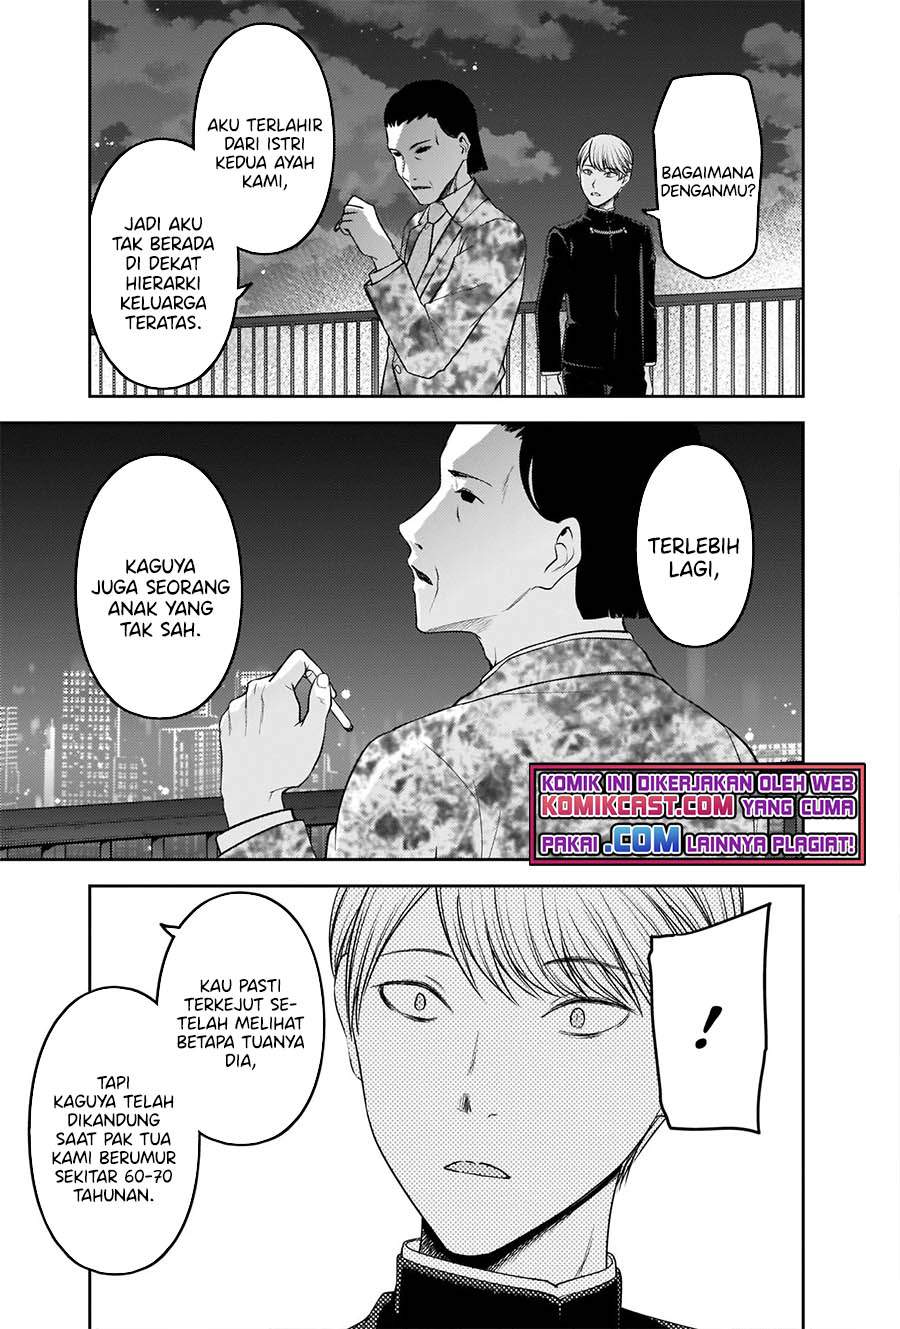 BAGAIMANA
DENGANMU?
AKU TERLAHIR
DARI ISTRI
KEDUA AYAH
KAMI,
JADI AKU
TAK BERADA
DI DEKAT
HIERARKI
KELUARGA
TERATAS.
TERLEBIH
LAGI,
KAGUYA
JUGA SEORANG
ANAK YANG
TAK SAH.
KOMIK INI DIKERJAKAN OLEH WEB
KOMIKCAST.COM YANG CUMA
PAKAI .COM LAINNYA PLAGIAT!
!
KAU PASTI
TERKEJUT SE-
TELAH MELIHAT
BETAPA TUANYA
DIA,
TAPI
KAGUYA TELAH
DIKANDUNG
SAAT PAK TUA
KAMI BERUMUR
SEKITAR 60-70
TAHUNAN.